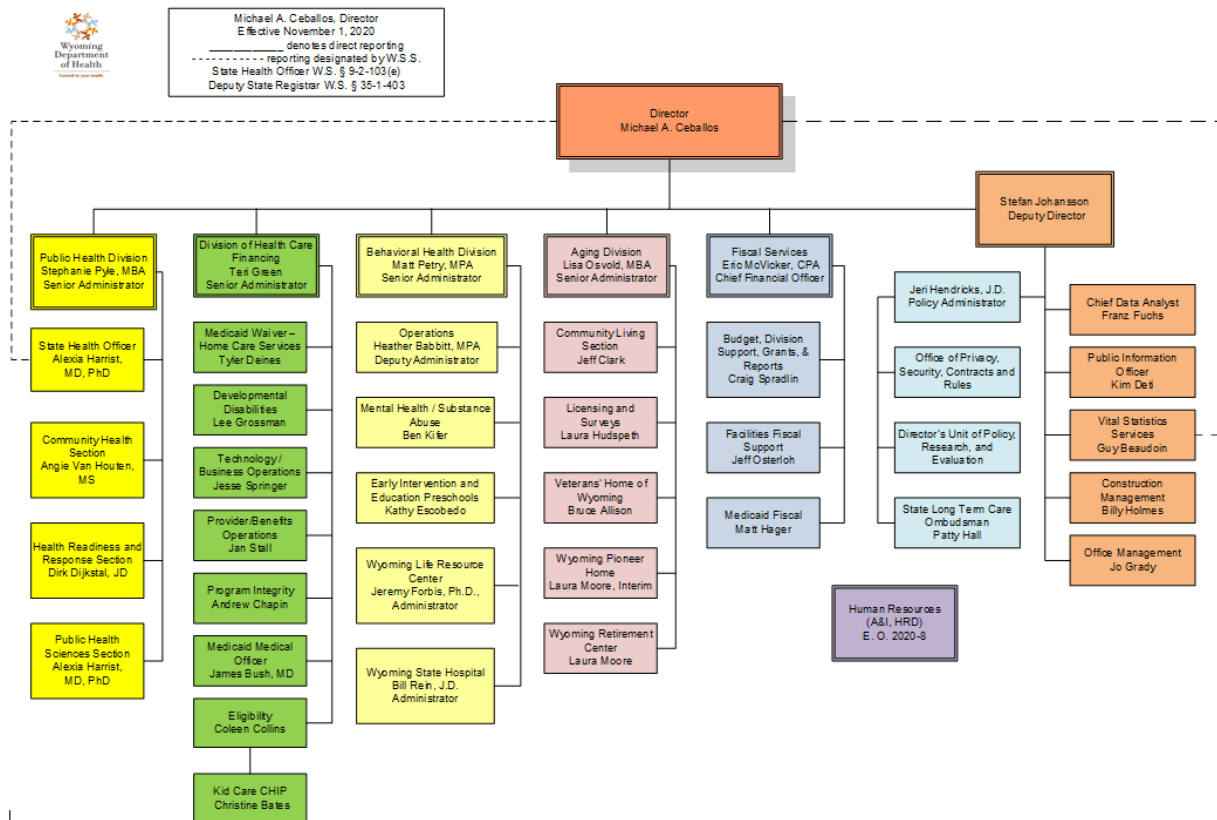 Wyoming
Department
of Health
Commit to your health.
Michael A. Ceballos, Director
Effective November 1, 2020
____________ denotes direct reporting
- - - - - - - - - - - reporting designated by W.S.S.
State Health Officer W.S. § 9-2-103(e)
Deputy State Registrar W.S. § 35-1-403
Director
Michael A. Ceballos
Stefan Johansson
Deputy Director
Public Health Division
Stephanie Pyle, MBA
Senior Administrator
State Health Officer
Alexia Harrist,
MD, PhD
Community Health
Section
Angie Van Houten,
MS
Health Readiness and
Response Section
Dirk Dijkstal, JD
Public Health
Sciences Section
Alexia Harrist,
MD, PhD
Division of Health Care
Financing
Teri Green
Senior Administrator
Medicaid Waiver –
Home Care Services
Tyler Deines
Developmental
Disabilities
Lee Grossman
Technology /
Business Operations
Jesse Springer
Provider/Benefits
Operations
Jan Stall
Program Integrity
Andrew Chapin
Medicaid Medical
Officer
James Bush, MD
Eligibility
Coleen Collins
Kid Care CHIP
Christine Bates
Behavioral Health Division
Matt Petry, MPA
Senior Administrator
Operations
Heather Babbitt, MPA
Deputy Administrator
Mental Health / Substance
Abuse
Ben Kifer
Early Intervention and
Education Preschools
Kathy Escobedo
Wyoming Life Resource
Center
Jeremy Forbis, Ph.D.,
Administrator
Wyoming State Hospital
Bill Rein, J.D.
Administrator
Aging Division
Lisa Osvold, MBA
Senior Administrator
Community Living
Section
Jeff Clark
Licensing and
Surveys
Laura Hudspeth
Veterans' Home of
Wyoming
Bruce Allison
Wyoming Pioneer
Home
Laura Moore, Interim
Wyoming Retirement
Center
Laura Moore
Fiscal Services
Eric McVicker, CPA
Chief Financial Officer
Budget, Division
Support, Grants, &
Reports
Craig Spradlin
Facilities Fiscal
Support
Jeff Osterloh
Medicaid Fiscal
Matt Hager
Jeri Hendricks, J.D.
Policy Administrator
Office of Privacy,
Security, Contracts and
Rules
Director's Unit of Policy,
Research, and
Evaluation
State Long Term Care
Ombudsman
Patty Hall
Human Resources
(A&I, HRD)
E. O. 2020-8
Chief Data Analyst
Franz Fuchs
Public Information
Officer
Kim Deti
Vital Statistics
Services
Guy Beaudoin
Construction
Management
Billy Holmes
Office Management
Jo Grady